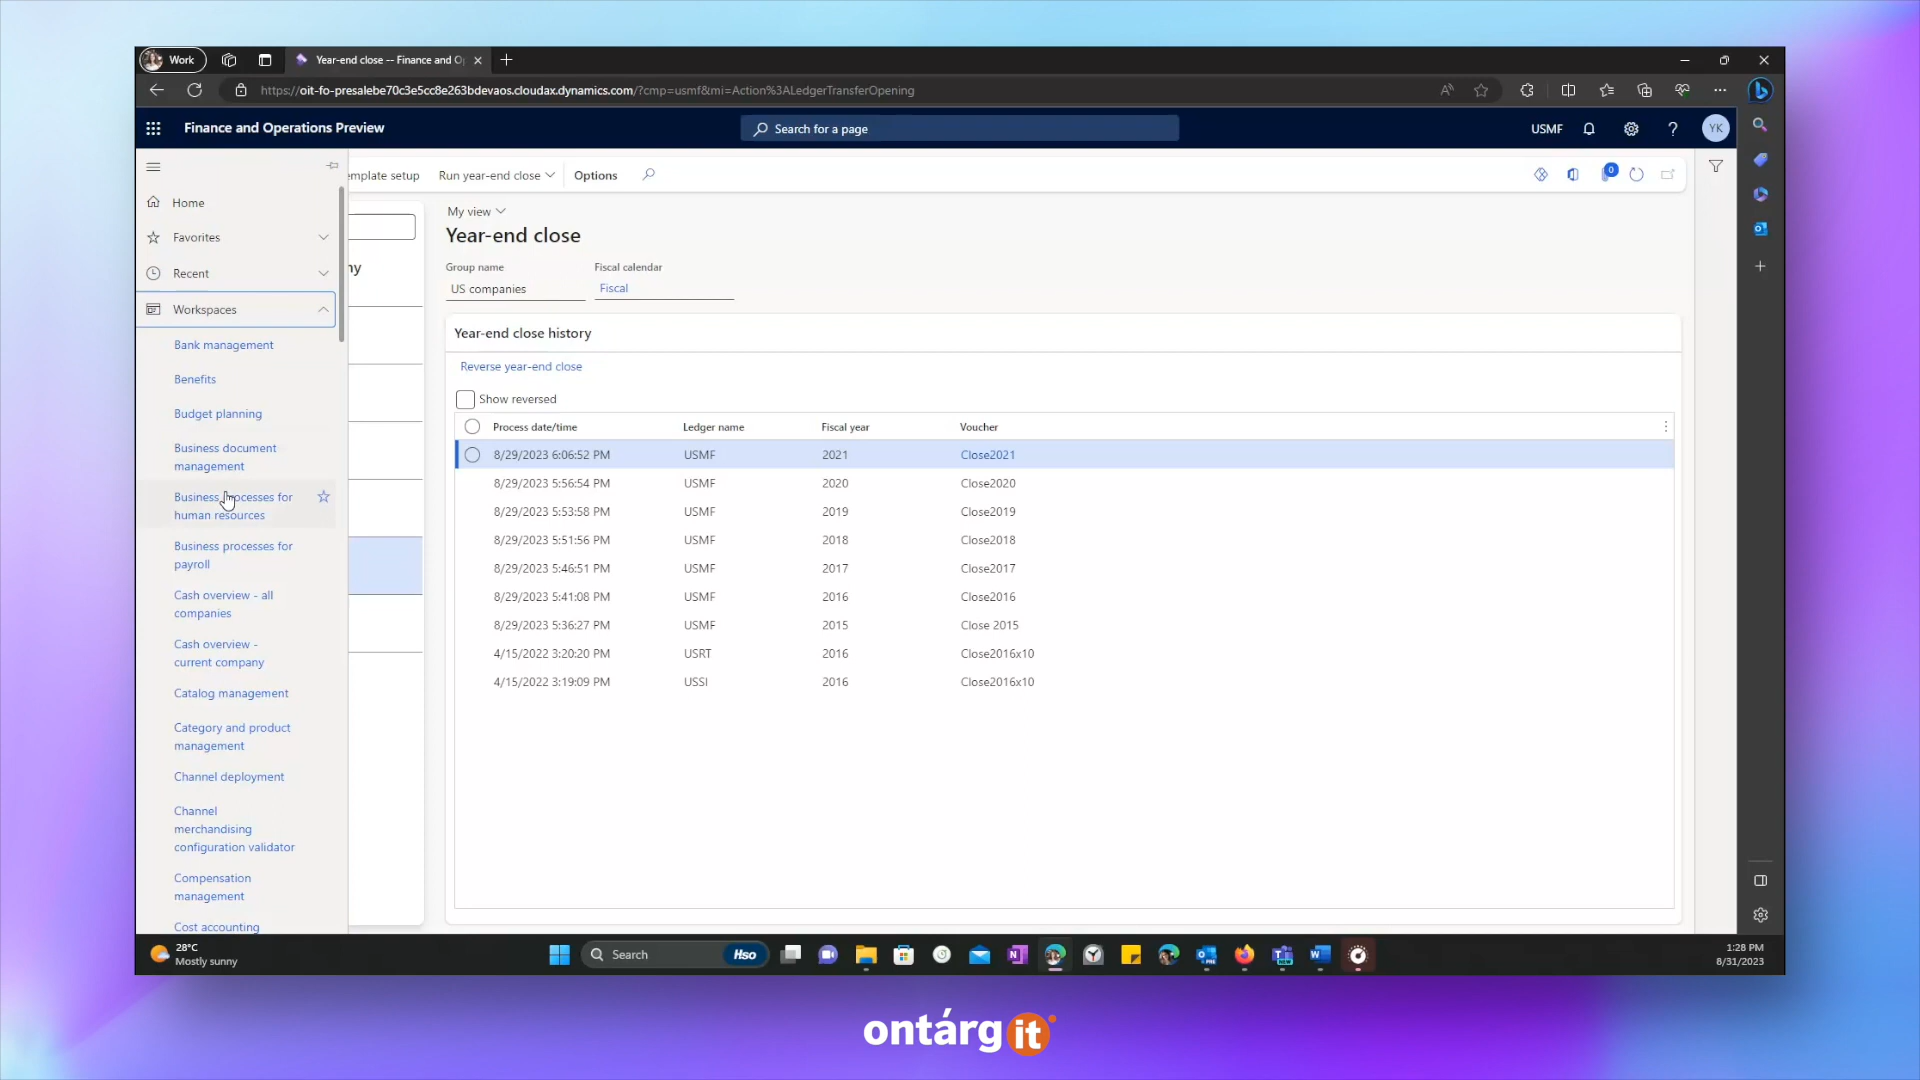 Work
Year-end close -- Finance and O
https://oit-fo-presalebe70c3e5cc8e263bdevaos.cloudax.dynamics.com/?cmp=usmf&mi=Action%3ALedgerTransferOpening
Finance and Operations Preview
Search for a page
USMF
YK
emplate setup
Run year-end close
Options
0
Home
Favorites
Recent
Workspaces
Bank management
Benefits
Budget planning
Business document
management
Business processes for
human resources
Business processes for
payroll
Cash overview - all
companies
Cash overview -
current company
Catalog management
Category and product
management
Channel deployment
Channel
merchandising
configuration validator
Compensation
management
Cost accounting
ny
My view
Year-end close
Group name
Fiscal calendar
US companies
Fiscal
Year-end close history
Reverse year-end close
Show reversed
Process date/time Ledger name Fiscal year Voucher
8/29/2023 6:06:52 PM USMF 2021 Close2021
8/29/2023 5:56:54 PM USMF 2020 Close2020
8/29/2023 5:53:58 PM USMF 2019 Close2019
8/29/2023 5:51:56 PM USMF 2018 Close2018
8/29/2023 5:46:51 PM USMF 2017 Close2017
8/29/2023 5:41:08 PM USMF 2016 Close2016
8/29/2023 5:36:27 PM USMF 2015 Close 2015
4/15/2022 3:20:20 PM USRT 2016 Close2016x10
4/15/2022 3:19:09 PM USSI 2016 Close2016x10
28°C
Mostly sunny
Search
Hso
1:28 PM
8/31/2023
ontárgit